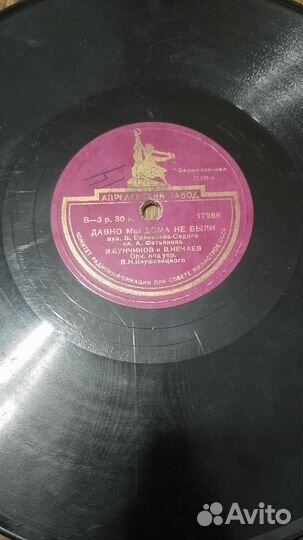 "Бесшеллачная
АПРЕЛЕВСКИЙ ЗАВОД
В—3 р. 30 к. 17288
ДАВНО МЫ ДОМА НЕ БЫЛИ
муз. В. Соловьева-Седого
сл. А. Фатьянова
В.БУНЧИКОВ и В.НЕЧАЕВ
Орк. под упр.
В.Н.Кнушевицкого
КОМИТЕТ РАДИОИНФОРМАЦИИ ПРИ СОВЕТЕ МИНИСТРОВ СССР
Avito